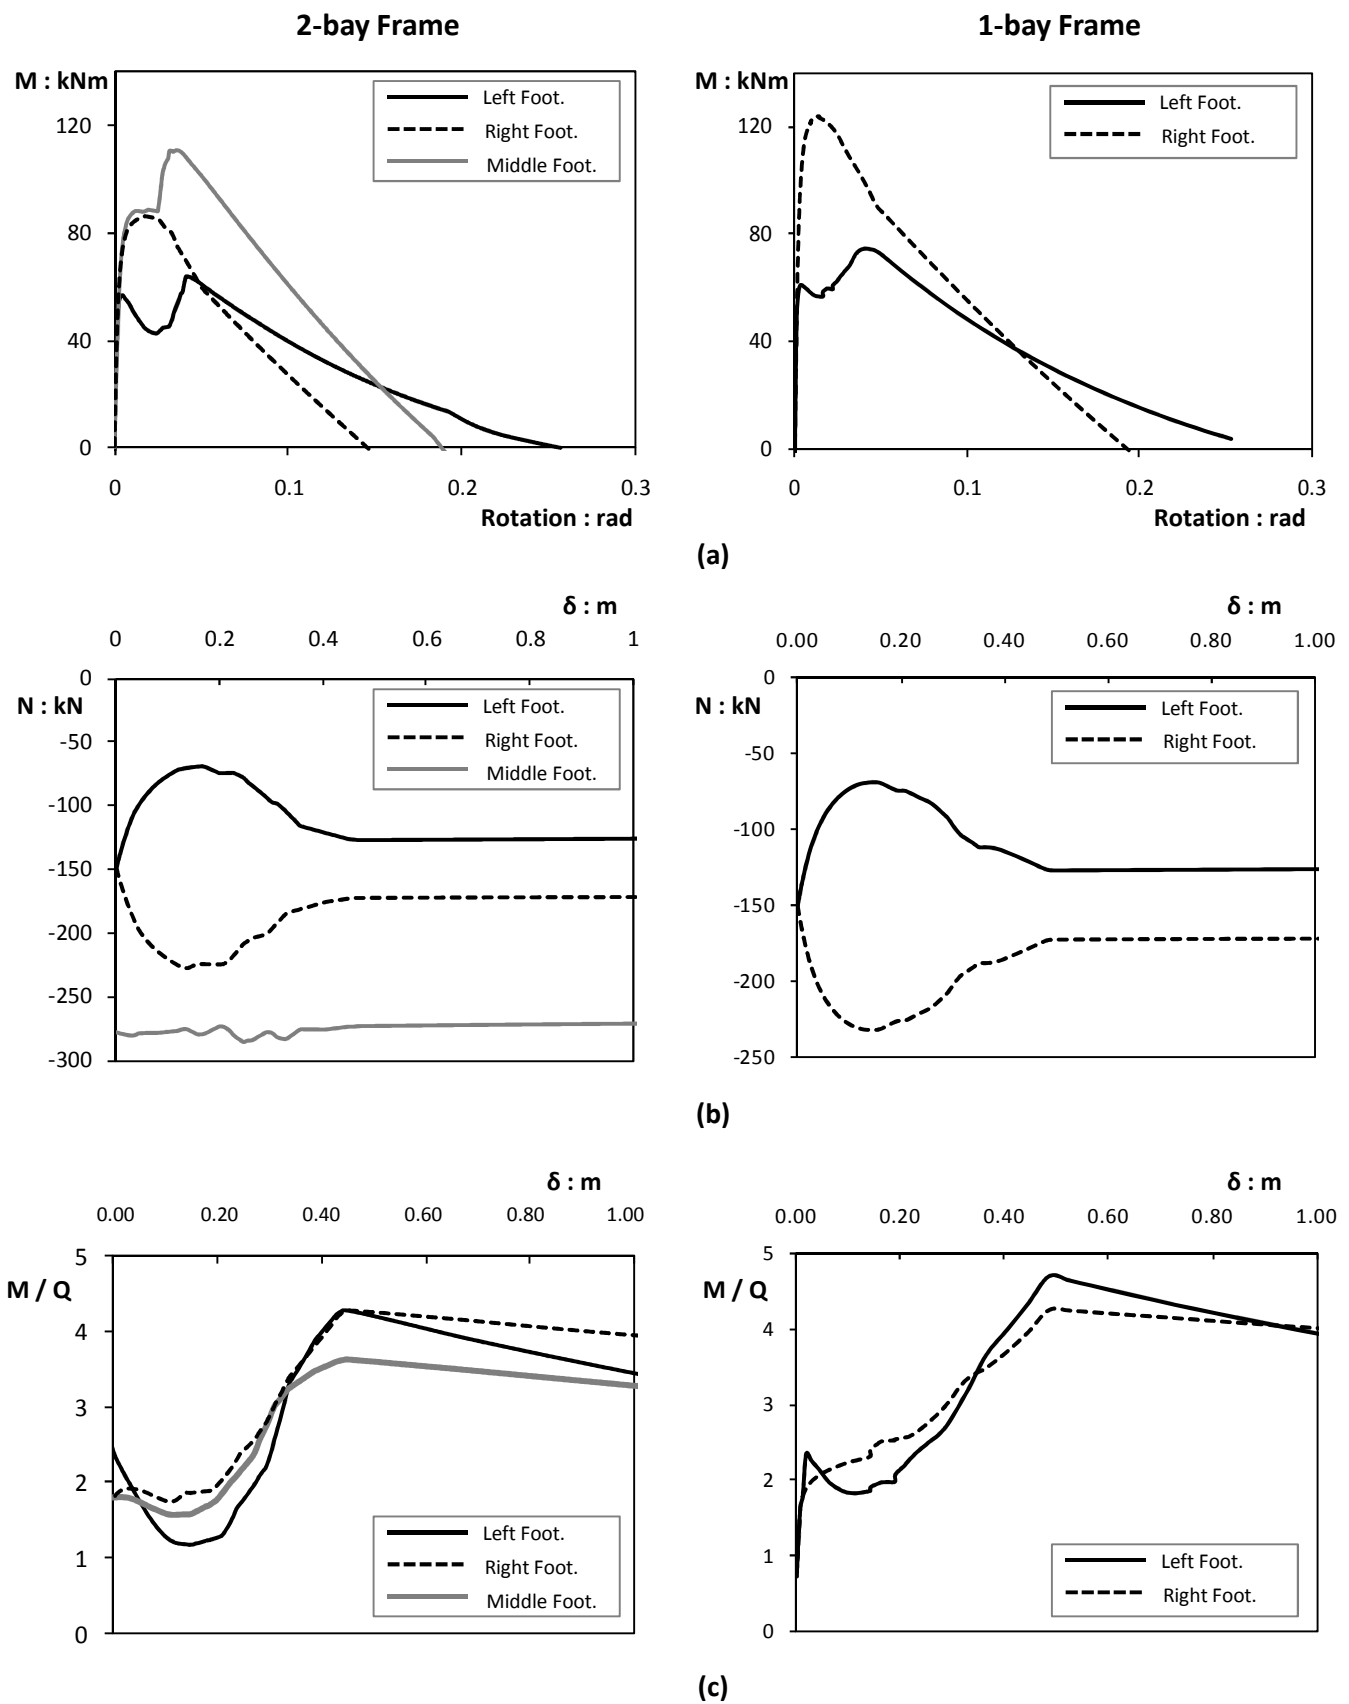 2-bay Frame
1-bay Frame
M : kNm
Left Foot.
Right Foot.
Middle Foot.
120
80
40
0
0 0.1 0.2 0.3
Rotation : rad
M : kNm
Left Foot.
Right Foot.
120
80
40
0
0 0.1 0.2 0.3
Rotation : rad
(a)
δ : m
0 0.2 0.4 0.6 0.8 1
0
N : kN
-50
-100
-150
-200
-250
-300
Left Foot.
Right Foot.
Middle Foot.
δ : m
0.00 0.20 0.40 0.60 0.80 1.00
0
N : kN
-50
-100
-150
-200
-250
Left Foot.
Right Foot.
(b)
δ : m
0.00 0.20 0.40 0.60 0.80 1.00
5
M / Q
4
3
2
1
0
Left Foot.
Right Foot.
Middle Foot.
δ : m
0.00 0.20 0.40 0.60 0.80 1.00
5
M / Q
4
3
2
1
0
Left Foot.
Right Foot.
(c)